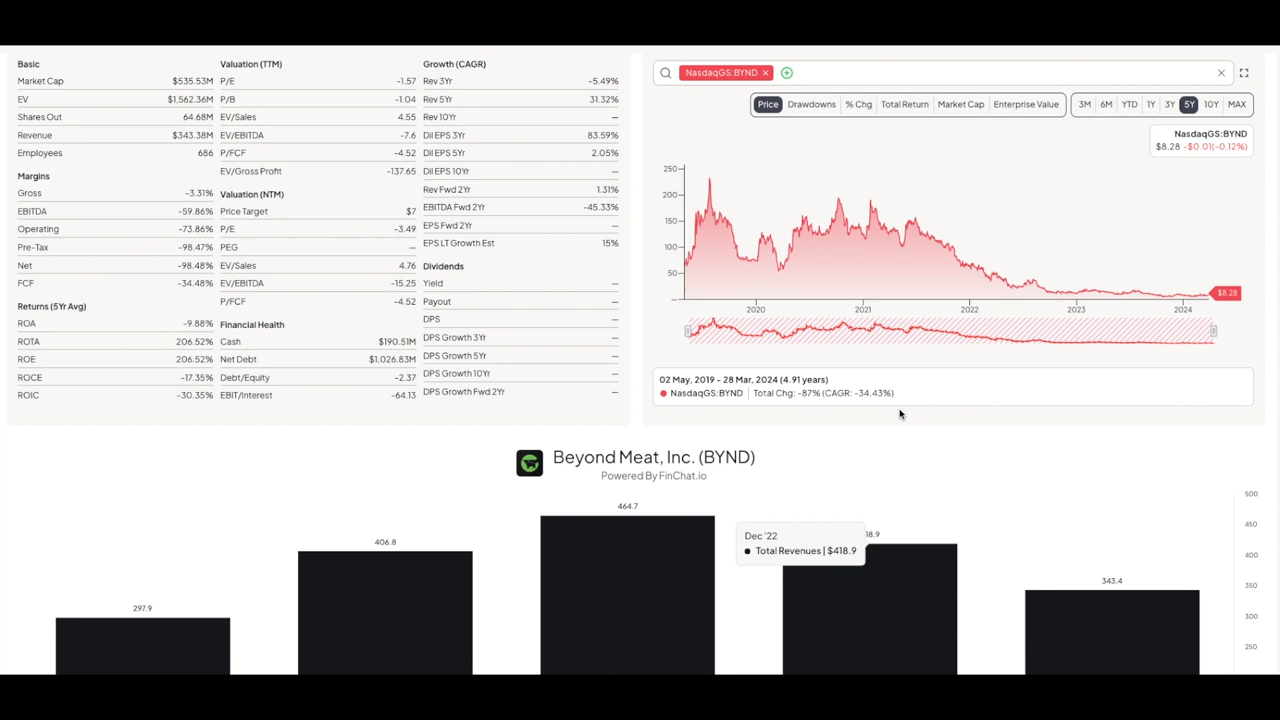 Basic
Market Cap $535.53M
EV $1,562.36M
Shares Out 64.68M
Revenue $343.38M
Employees 686
Margins
Gross -3.31%
EBITDA -59.86%
Operating -73.86%
Pre-Tax -98.47%
Net -98.48%
FCF -34.48%
Returns (5Yr Avg)
ROA -9.88%
ROTA 206.52%
ROE 206.52%
ROCE -17.35%
ROIC -30.35%
Valuation (TTM)
P/E -1.57
P/B -1.04
EV/Sales 4.55
EV/EBITDA -7.6
P/FCF -4.52
EV/Gross Profit -137.65
Valuation (NTM)
Price Target $7
P/E -3.49
PEG —
EV/Sales 4.76
EV/EBITDA -15.25
P/FCF -4.52
Financial Health
Cash $190.51M
Net Debt $1,026.83M
Debt/Equity -2.37
EBIT/Interest -64.13
Growth (CAGR)
Rev 3Yr -5.49%
Rev 5Yr 31.32%
Rev 10Yr —
Dil EPS 3Yr 83.59%
Dil EPS 5Yr 2.05%
Dil EPS 10Yr —
Rev Fwd 2Yr 1.31%
EBITDA Fwd 2Yr -45.33%
EPS Fwd 2Yr —
EPS LT Growth Est 15%
Dividends
Yield —
Payout —
DPS —
DPS Growth 3Yr —
DPS Growth 5Yr —
DPS Growth 10Yr —
DPS Growth Fwd 2Yr —
NasdaqGS:BYND ×
Price Drawdowns % Chg Total Return Market Cap Enterprise Value 3M 6M YTD 1Y 3Y 5Y 10Y MAX
NasdaqGS:BYND
$8.28 -$0.01(-0.12%)
250
200
150
100
50
—
$8.28
2020 2021 2022 2023 2024
02 May, 2019 - 28 Mar, 2024 (4.91 years)
NasdaqGS:BYND Total Chg: -87% (CAGR: -34.43%)
Beyond Meat, Inc. (BYND)
Powered By FinChat.io
297.9
406.8
464.7
18.9
343.4
Dec '22
Total Revenues | $418.9
500
450
400
350
300
250